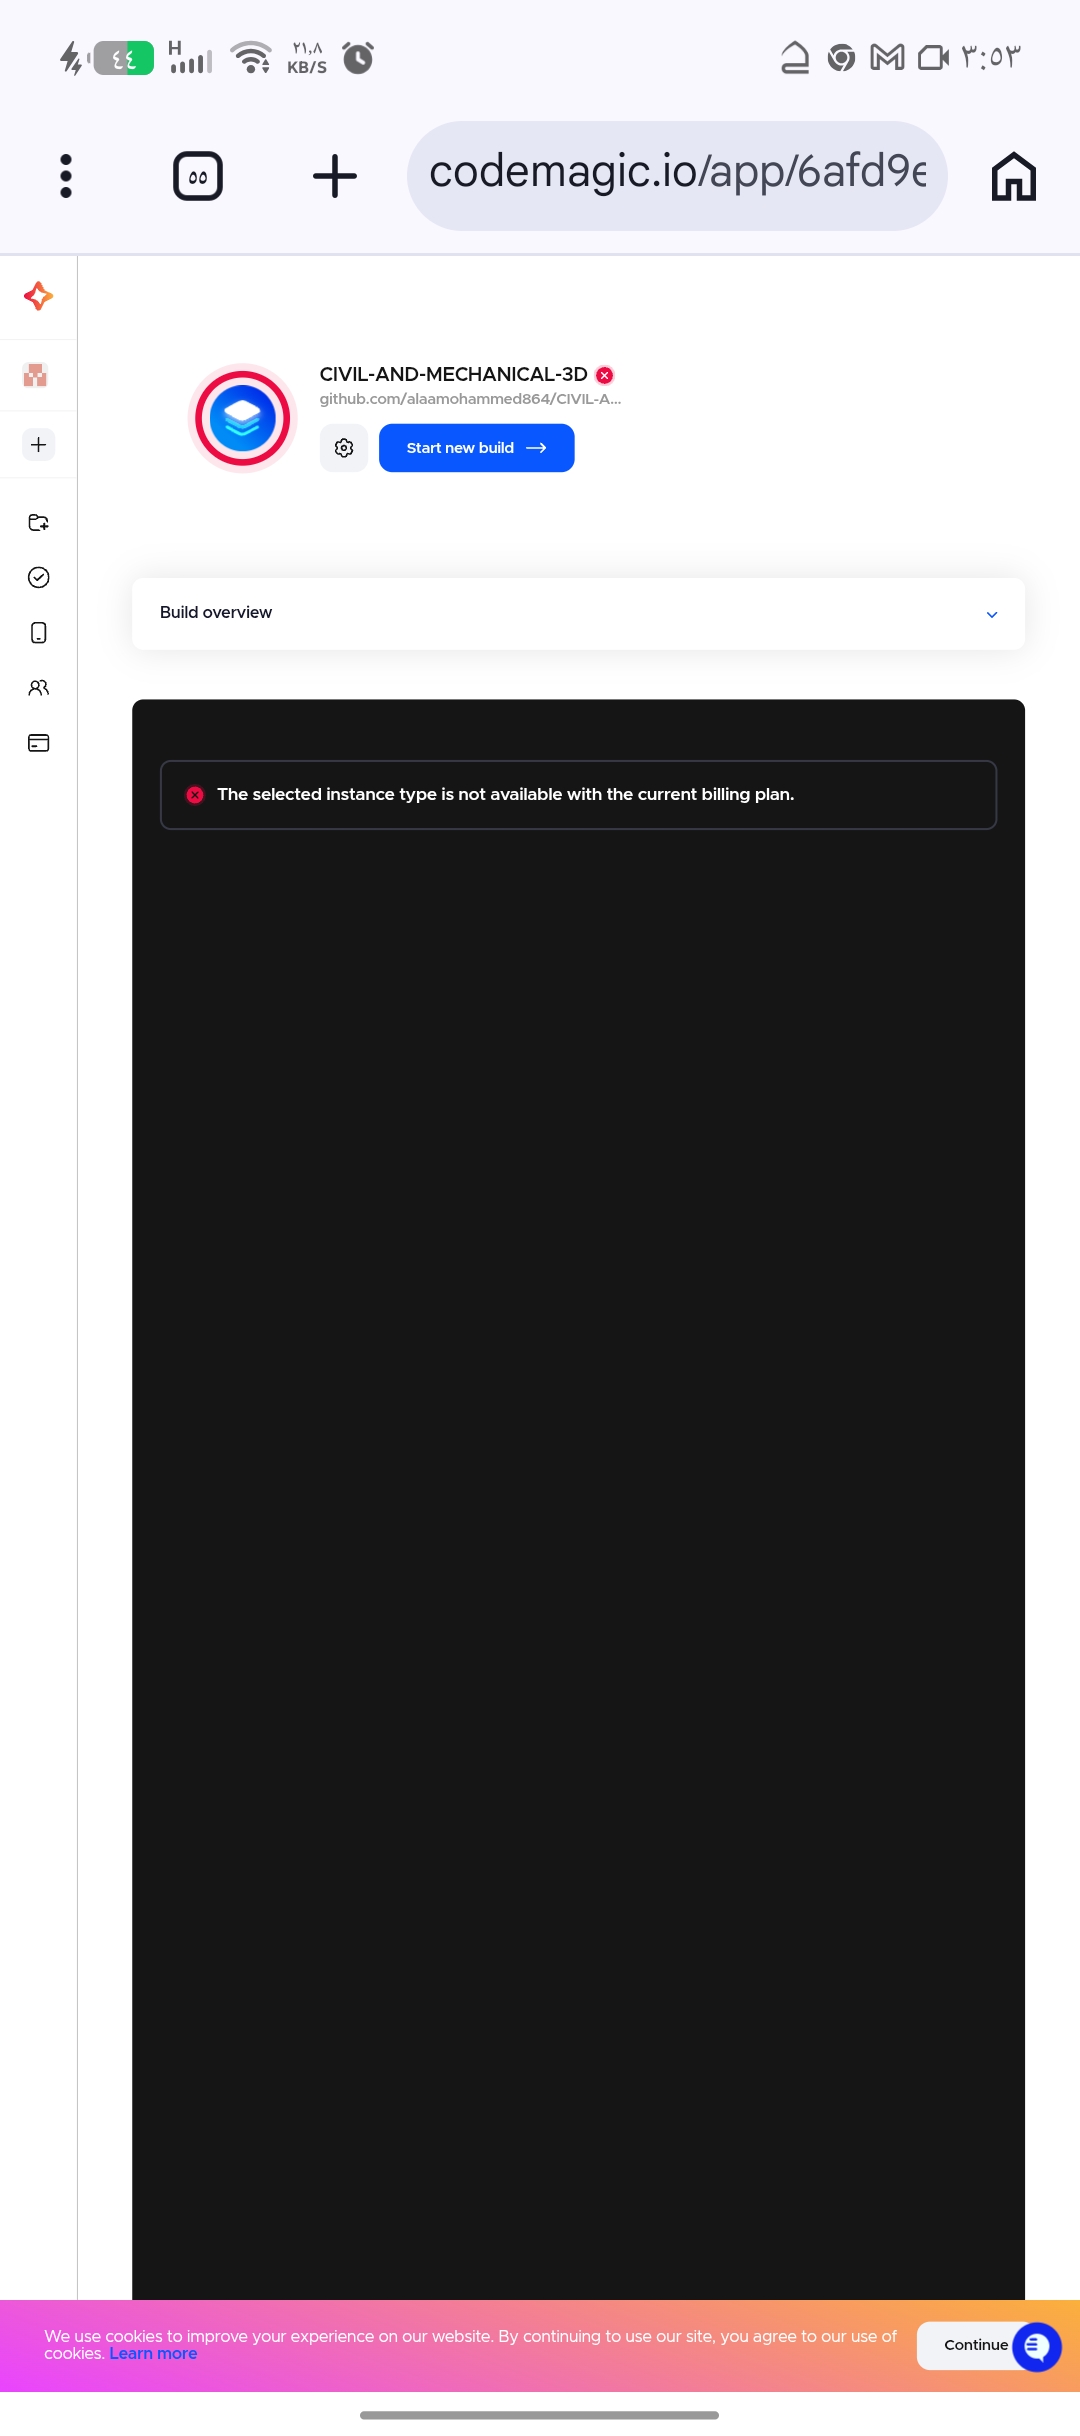 ٤٤
H
٢١,٨
KB/S
٣:٥٣
٥٥
codemagic.io/app/6afd9e
CIVIL-AND-MECHANICAL-3D
github.com/alaamohammed864/CIVIL-A...
Start new build
Build overview
The selected instance type is not available with the current billing plan.
We use cookies to improve your experience on our website. By continuing to use our site, you agree to our use of
cookies. Learn more
Continue